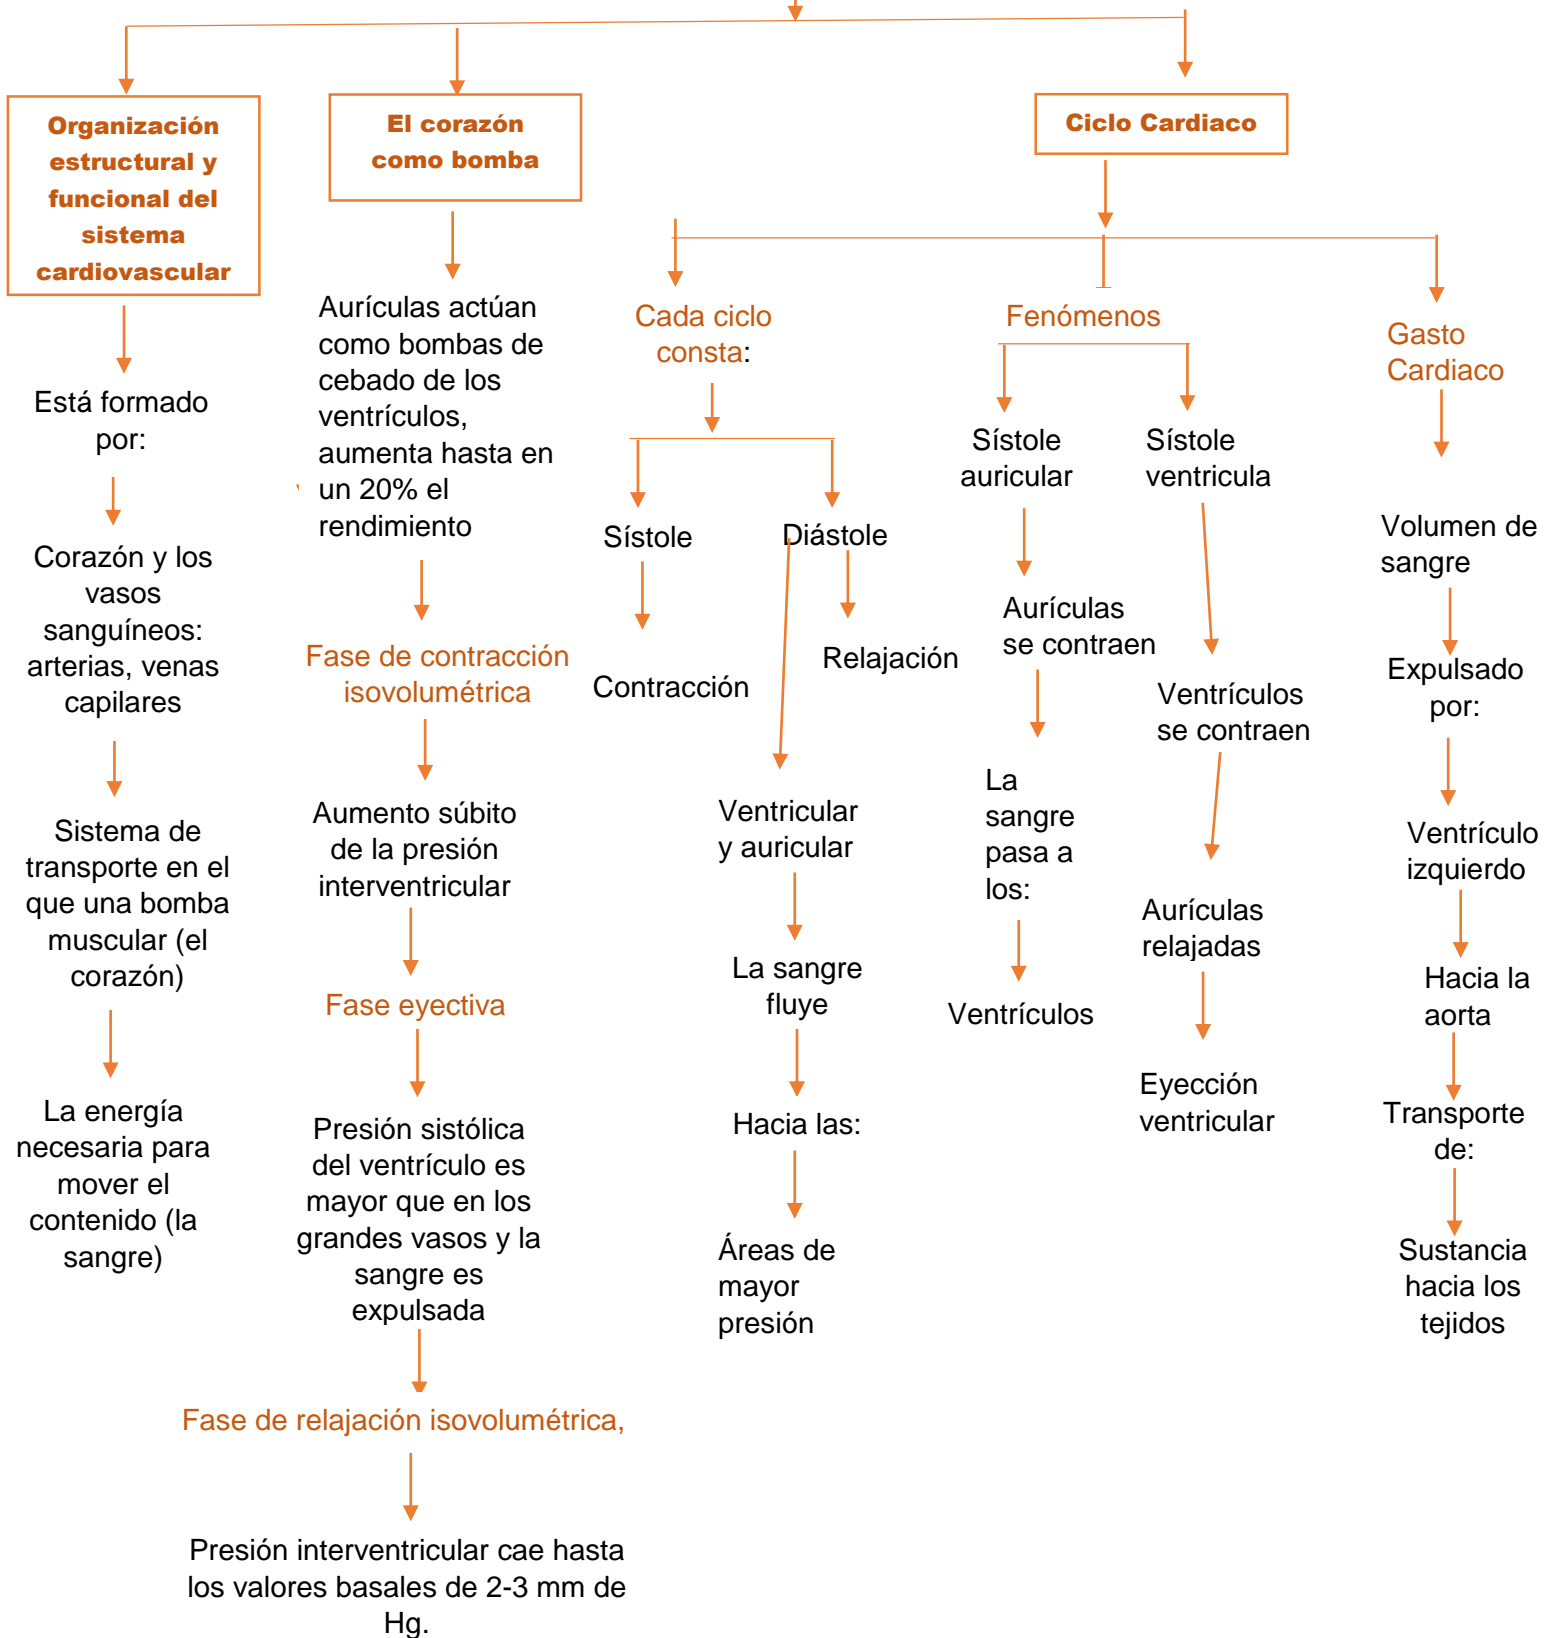 Organización
estructural y
funcional del
sistema
cardiovascular
Está formado
por:
Corazón y los
vasos
sanguíneos:
arterias, venas
capilares
Sistema de
transporte en el
que una bomba
muscular (el
corazón)
La energía
necesaria para
mover el
contenido (la
sangre)
El corazón
como bomba
Aurículas actúan
como bombas de
cebado de los
ventrículos,
aumenta hasta en
un 20% el
rendimiento
Fase de contracción
isovolumétrica
Aumento súbito
de la presión
interventricular
Fase eyectiva
Presión sistólica
del ventrículo es
mayor que en los
grandes vasos y la
sangre es
expulsada
Fase de relajación isovolumétrica,
Presión interventricular cae hasta
los valores basales de 2-3 mm de
Hg.
Ciclo Cardiaco
Cada ciclo
consta:
Sístole
Contracción
Diástole
Relajación
Ventricular
y auricular
La sangre
fluye
Hacia las:
Áreas de
mayor
presión
Fenómenos
Sístole
auricular
Aurículas
se contraen
La
sangre
pasa a
los:
Ventrículos
Sístole
ventricula
Ventrículos
se contraen
Aurículas
relajadas
Eyección
ventricular
Gasto
Cardiaco
Volumen de
sangre
Expulsado
por:
Ventrículo
izquierdo
Hacia la
aorta
Transporte
de:
Sustancia
hacia los
tejidos